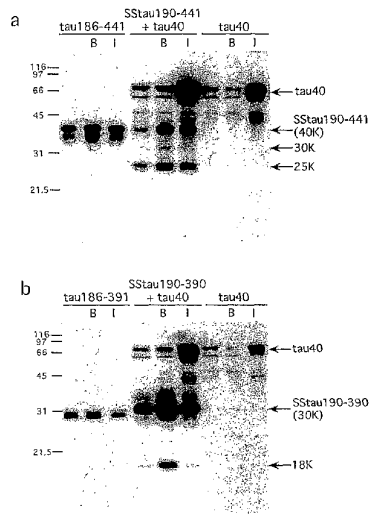 a
SStau190-441
tau186-441 + tau40 tau40
B I B I B I
116
97
66
45
31
21.5
tau40
SStau190-441
(40K)
30K
25K
b
SStau190-390
tau186-391 + tau40 tau40
B I B I B I
116
97
66
45
31
21.5
tau40
SStau190-390
(30K)
18K